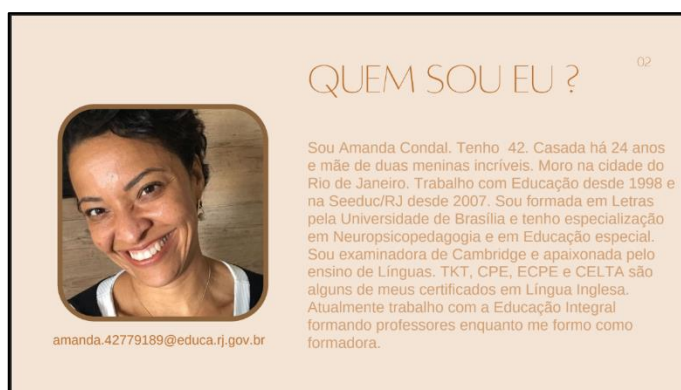 02
QUEM SOU EU ?
Sou Amanda Condal. Tenho  42. Casada há 24 anos
e mãe de duas meninas incríveis. Moro na cidade do
Rio de Janeiro. Trabalho com Educação desde 1998 e
na Seeduc/RJ desde 2007. Sou formada em Letras
pela Universidade de Brasília e tenho especialização
em Neuropsicopedagogia e em Educação especial.
Sou examinadora de Cambridge e apaixonada pelo
ensino de Línguas. TKT, CPE, ECPE e CELTA são
alguns de meus certificados em Língua Inglesa.
Atualmente trabalho com a Educação Integral
formando professores enquanto me formo como
formadora.
amanda.42779189@educa.rj.gov.br